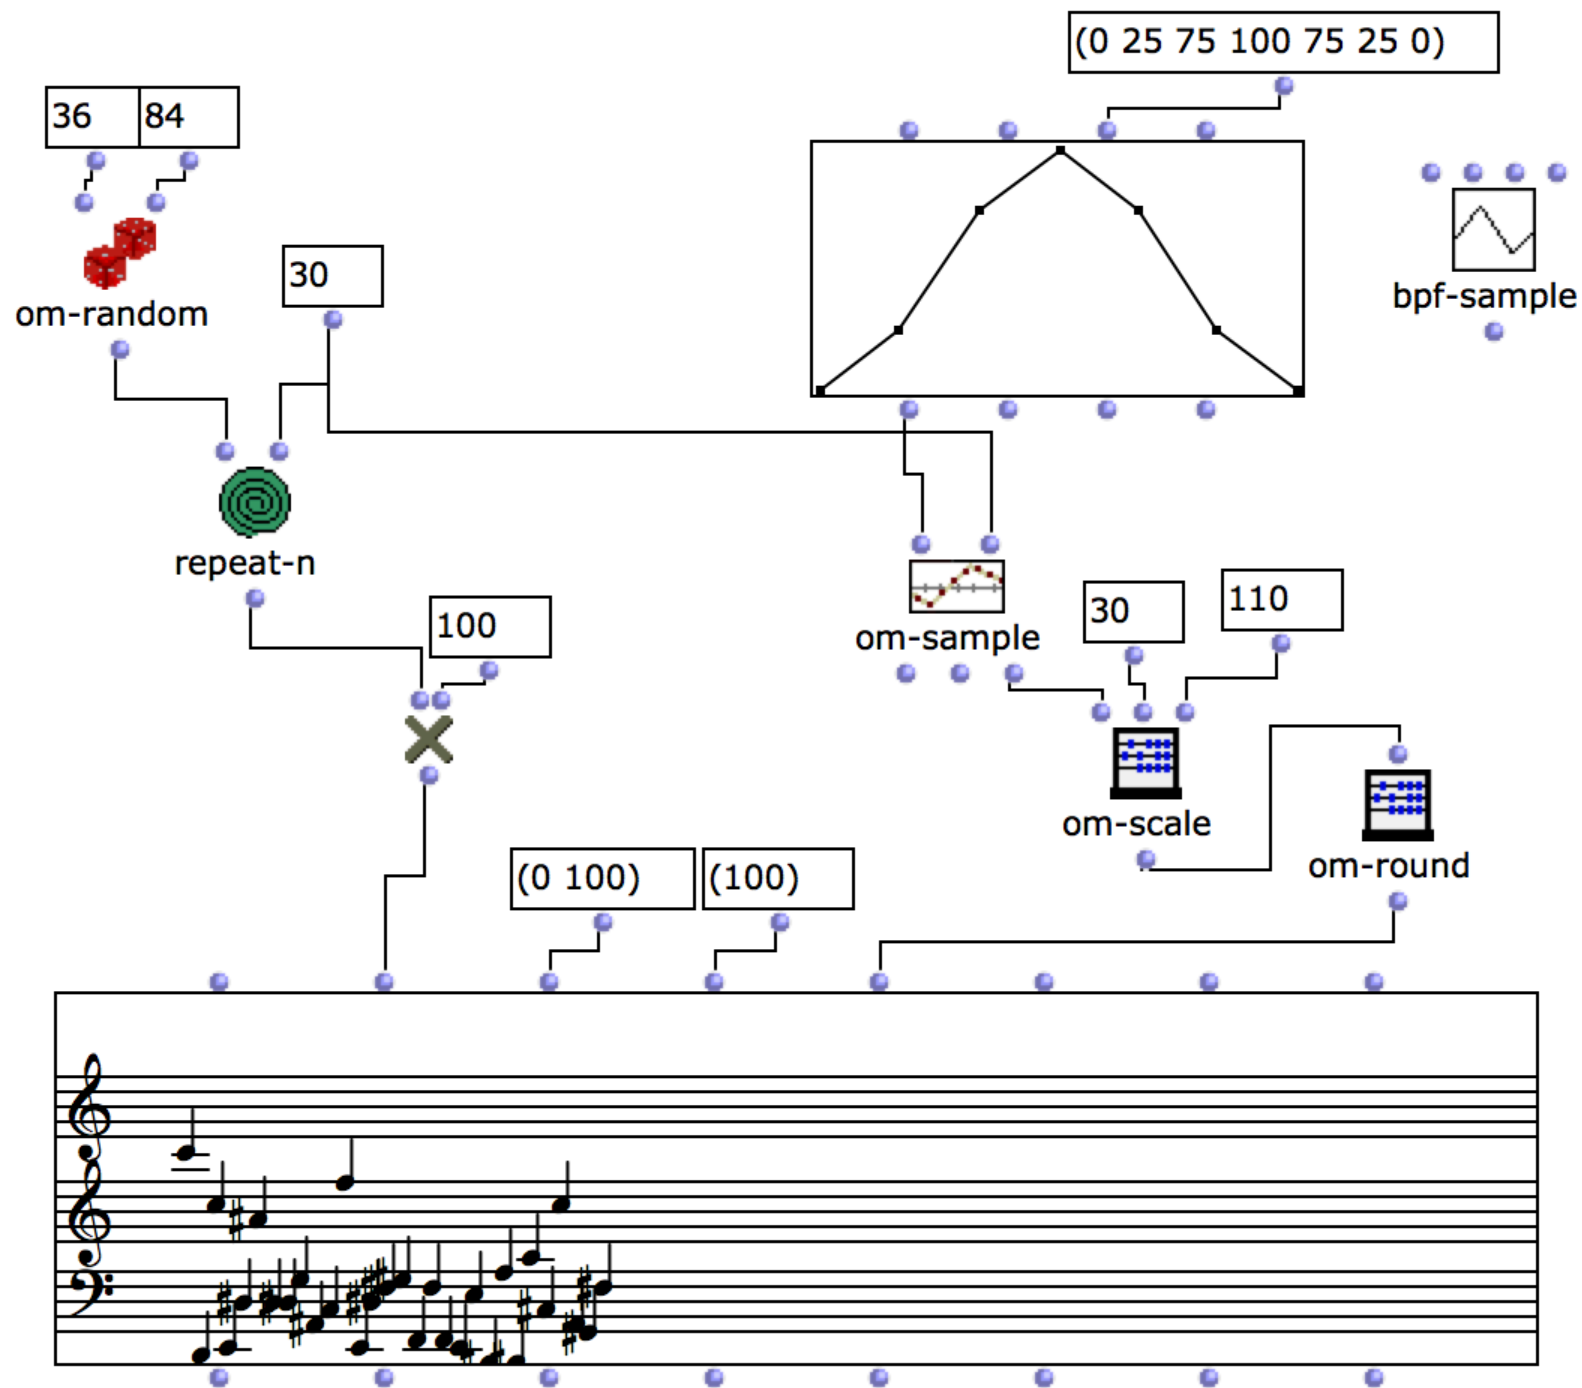 (0 25 75 100 75 25 0)
36 84
30
om-random
bpf-sample
repeat-n
100
om-sample
30
110
om-scale
om-round
(0 100)
(100)